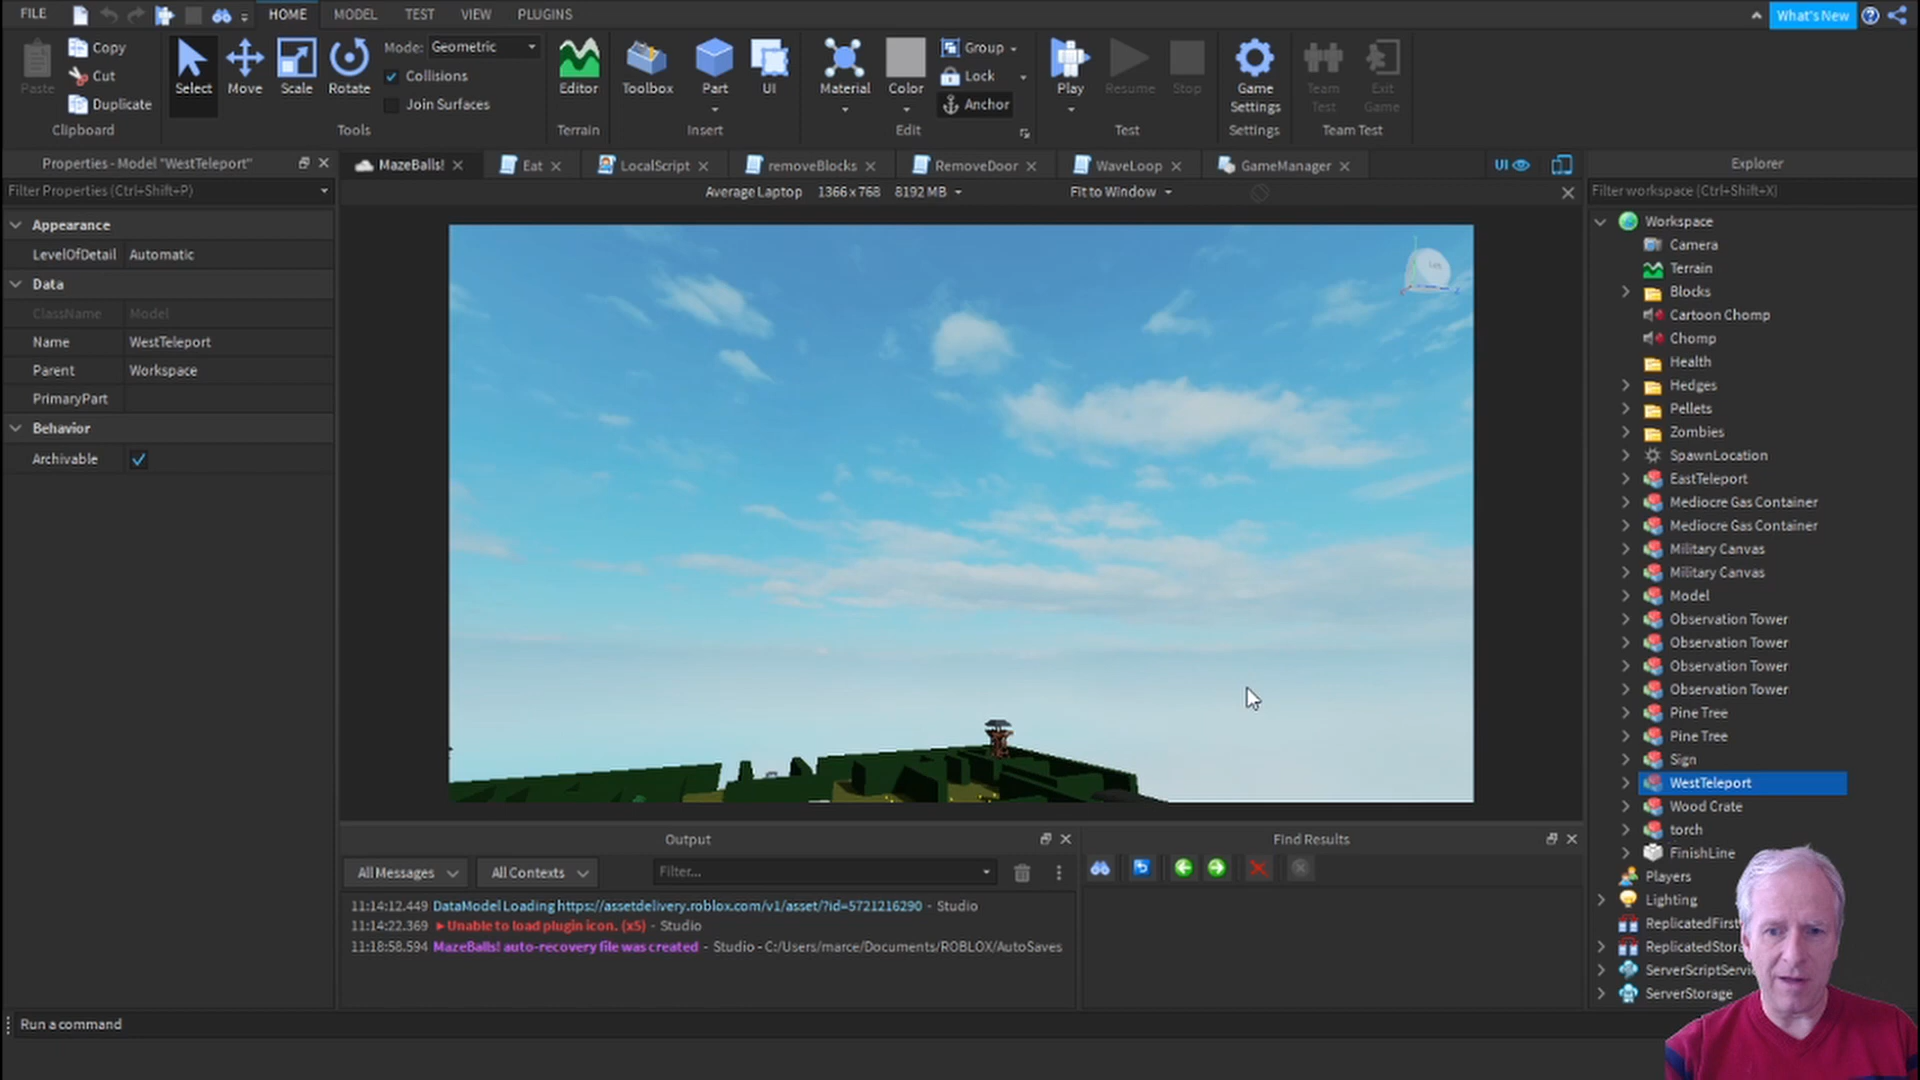 FILE HOME MODEL TEST VIEW PLUGINS What's New
Paste Copy Cut Duplicate Clipboard
Select Move Scale Rotate Mode: Geometric Collisions Join Surfaces Tools
Editor Terrain
Toolbox Part UI Insert
Material Color Group Lock Anchor Edit
Play Resume Stop Test
Game Settings Settings
Team Test Exit Game Team Test
Properties - Model "WestTeleport"
Filter Properties (Ctrl+Shift+P)
Appearance
LevelOfDetail Automatic
Data
ClassName Model
Name WestTeleport
Parent Workspace
PrimaryPart
Behavior
Archivable
MazeBalls! Eat LocalScript removeBlocks RemoveDoor WaveLoop GameManager UI
Average Laptop 1366 x 768 8192 MB Fit to Window
Output
All Messages All Contexts Filter...
11:14:12.449 DataModel Loading https://assetdelivery.roblox.com/v1/asset/?id=5721216290 - Studio
11:14:22.369 Unable to load plugin icon. (x5) - Studio
11:18:58.594 MazeBalls! auto-recovery file was created - Studio - C:/Users/marce/Documents/ROBLOX/AutoSaves
Find Results
Explorer
Filter workspace (Ctrl+Shift+X)
Workspace
Camera
Terrain
Blocks
Cartoon Chomp
Chomp
Health
Hedges
Pellets
Zombies
SpawnLocation
EastTeleport
Mediocre Gas Container
Mediocre Gas Container
Military Canvas
Military Canvas
Model
Observation Tower
Observation Tower
Observation Tower
Observation Tower
Pine Tree
Pine Tree
Sign
WestTeleport
Wood Crate
torch
FinishLine
Players
Lighting
ReplicatedFirst
ReplicatedStora
ServerScriptServi
ServerStorage
Run a command